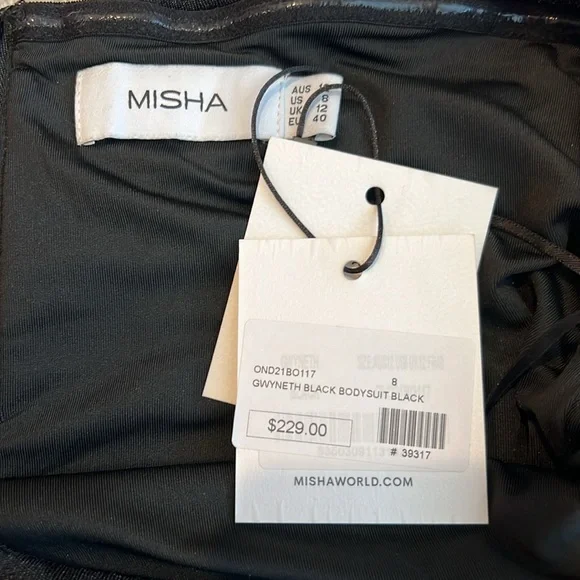 MISHA
AUS
US 8
UK 12
EU 40
OND21BO117 8
GWYNETH BLACK BODYSUIT BLACK
$229.00
# 39317
MISHAWORLD.COM